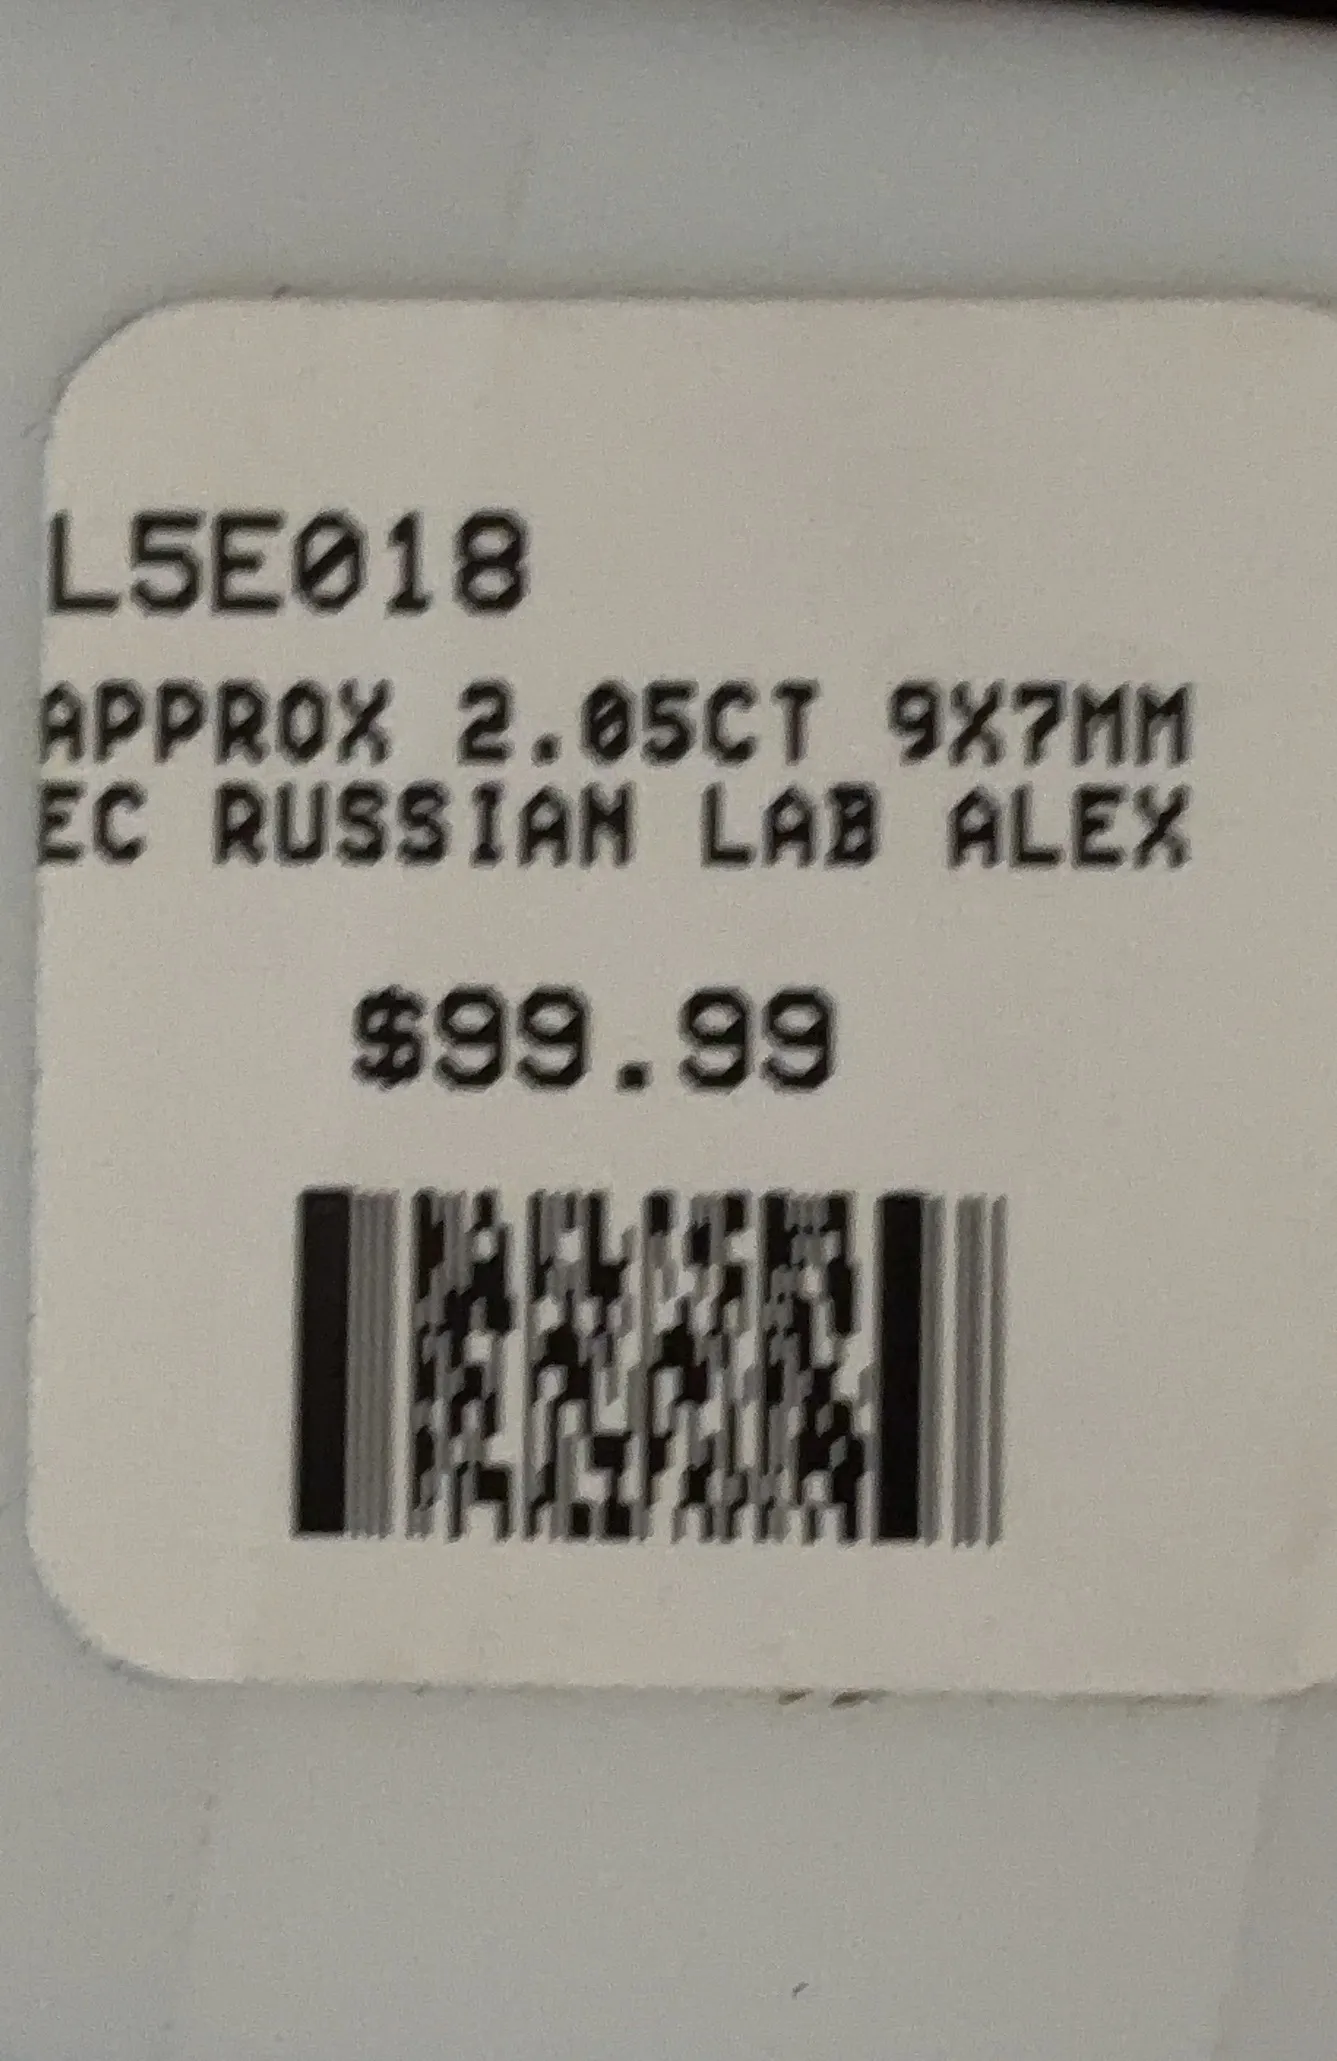 L5E018
APPROX 2.05CT 9X7MM
EC RUSSIAN LAB ALEX
$99.99